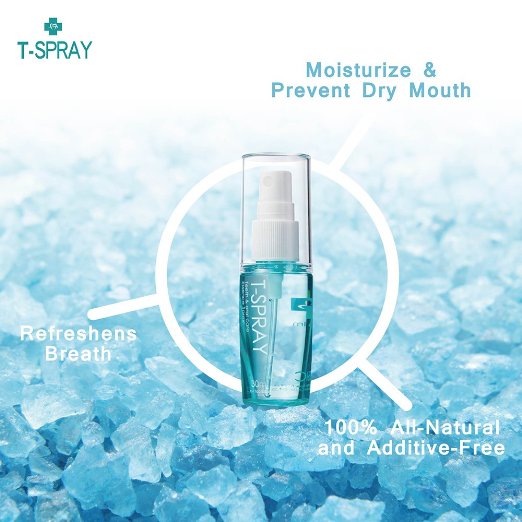 T-SPRAY
Moisturize &
Prevent Dry Mouth
T-SPRAY
Refreshens
Breath
100% All-Natural
and Additive-Free